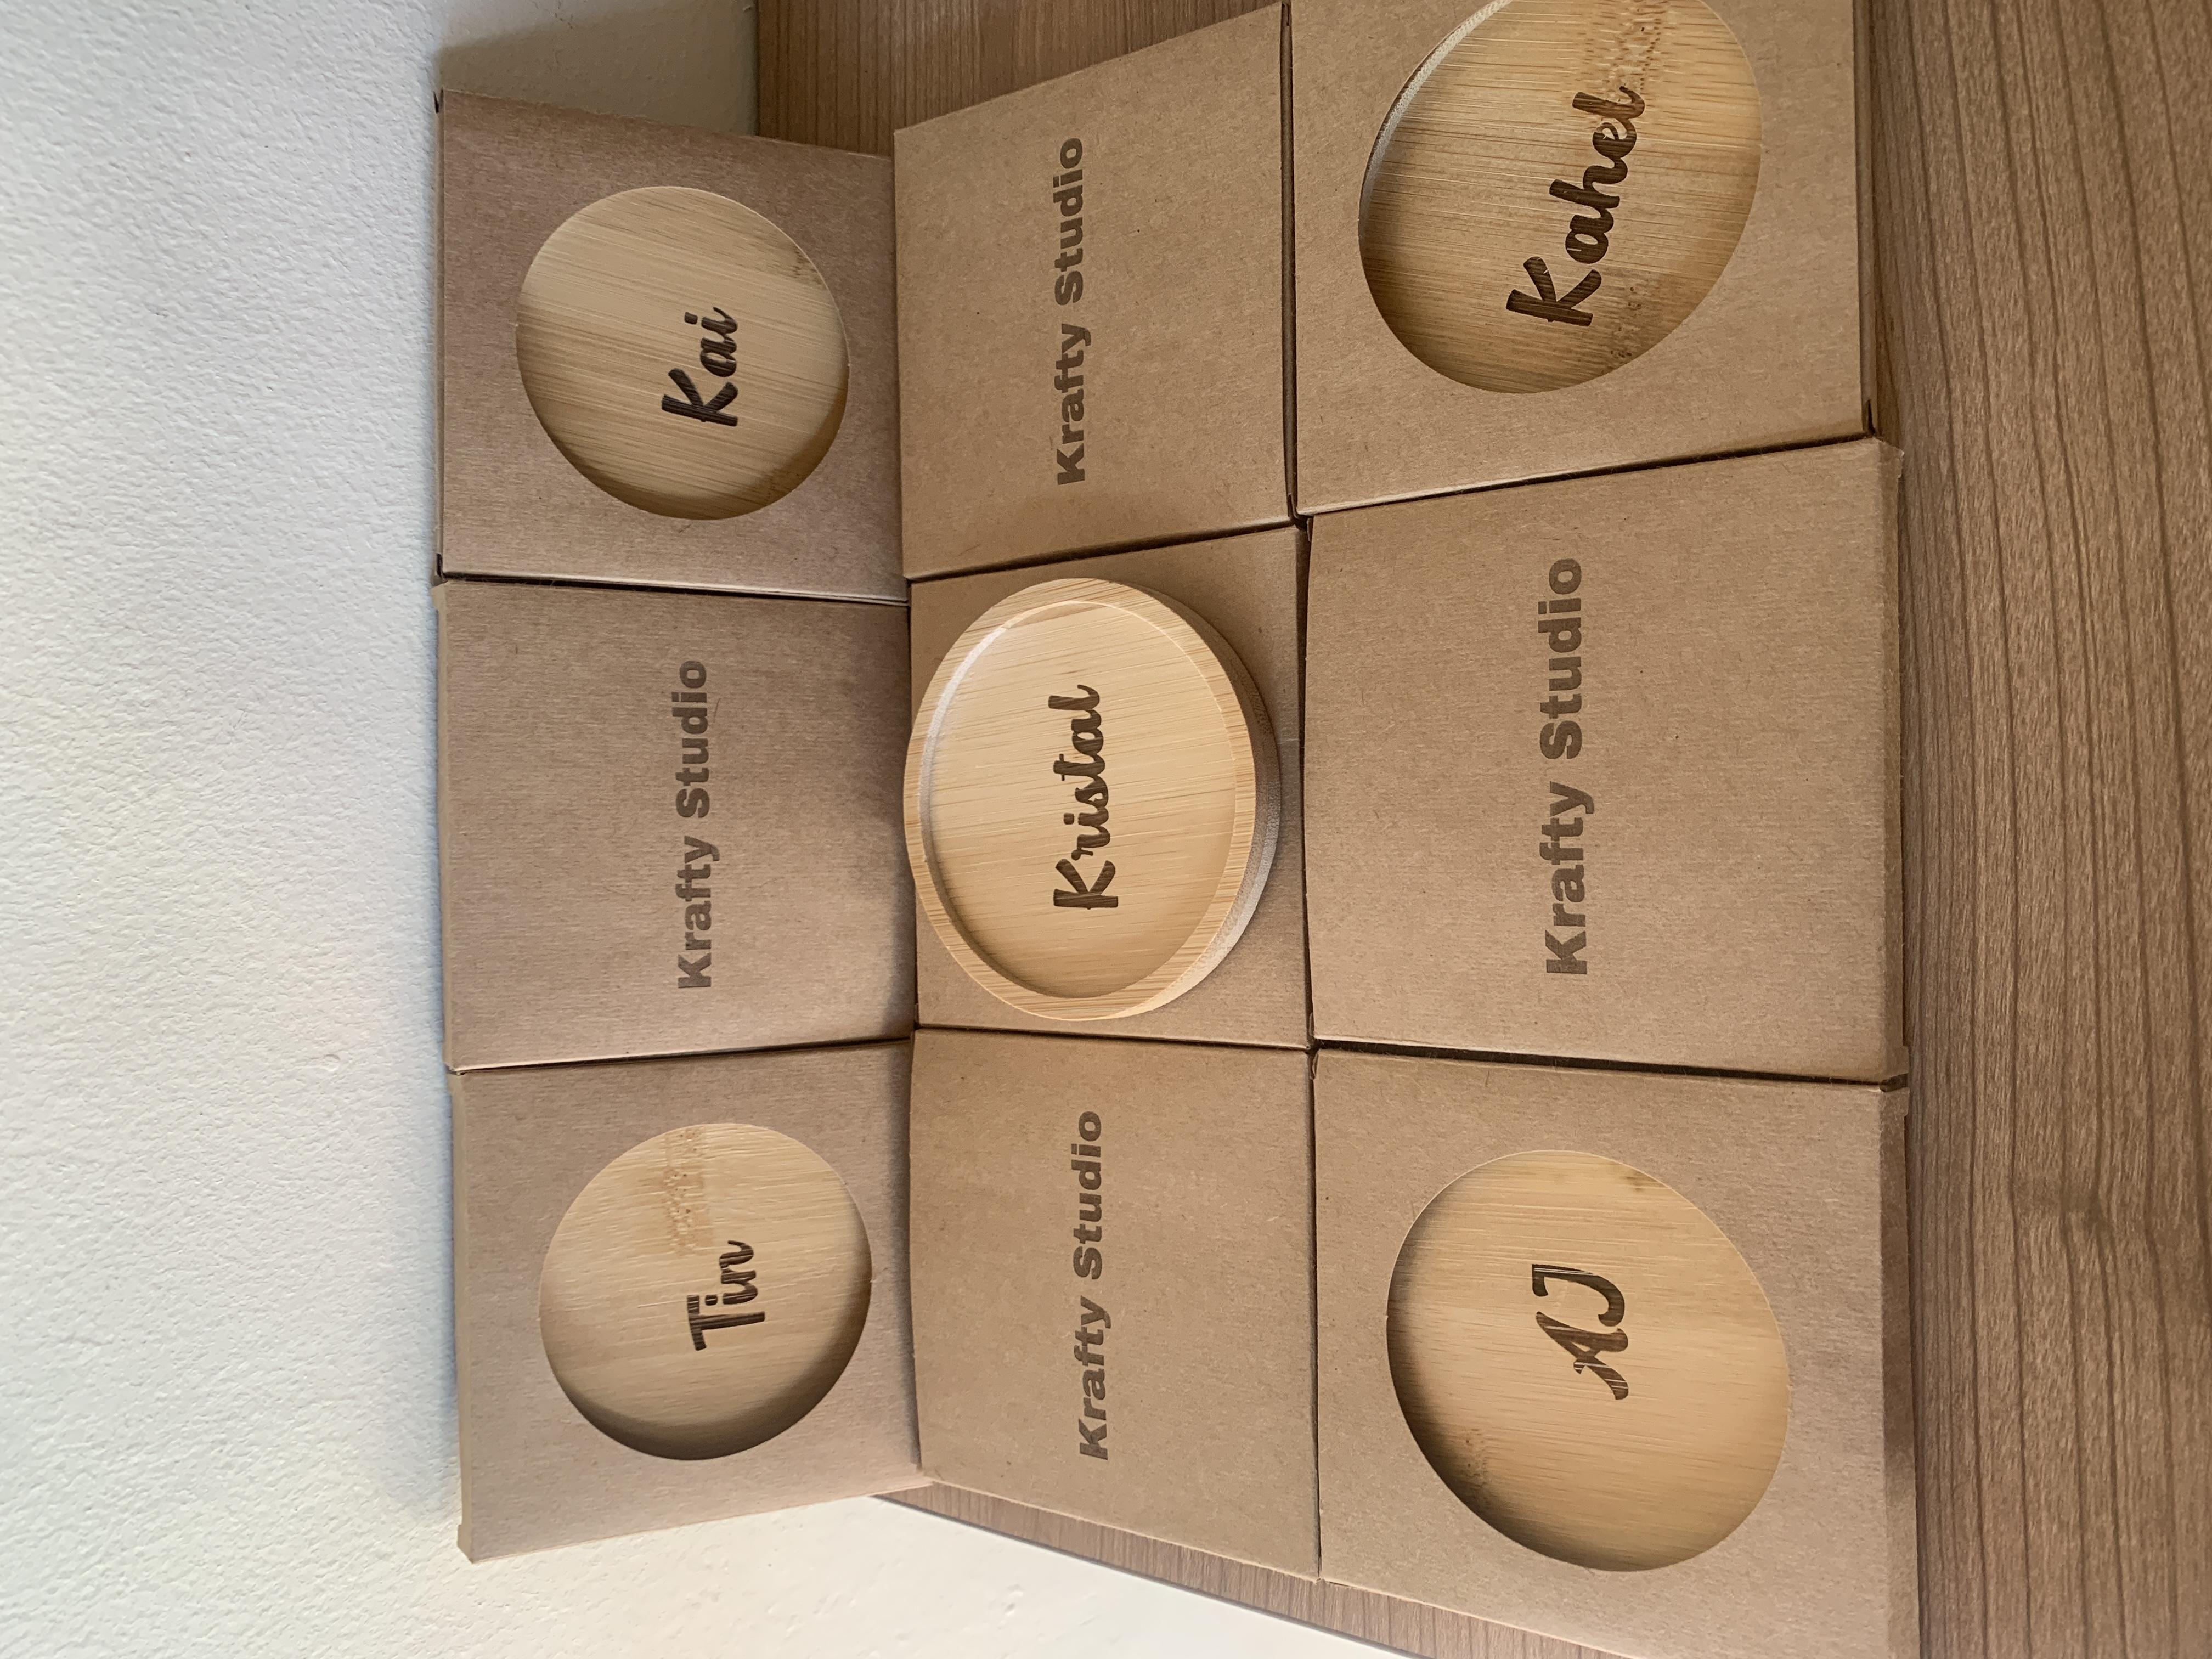 Tin
Krafty Studio
Kai
Krafty Studio
Kristal
Krafty Studio
AJ
Krafty Studio
Kahel